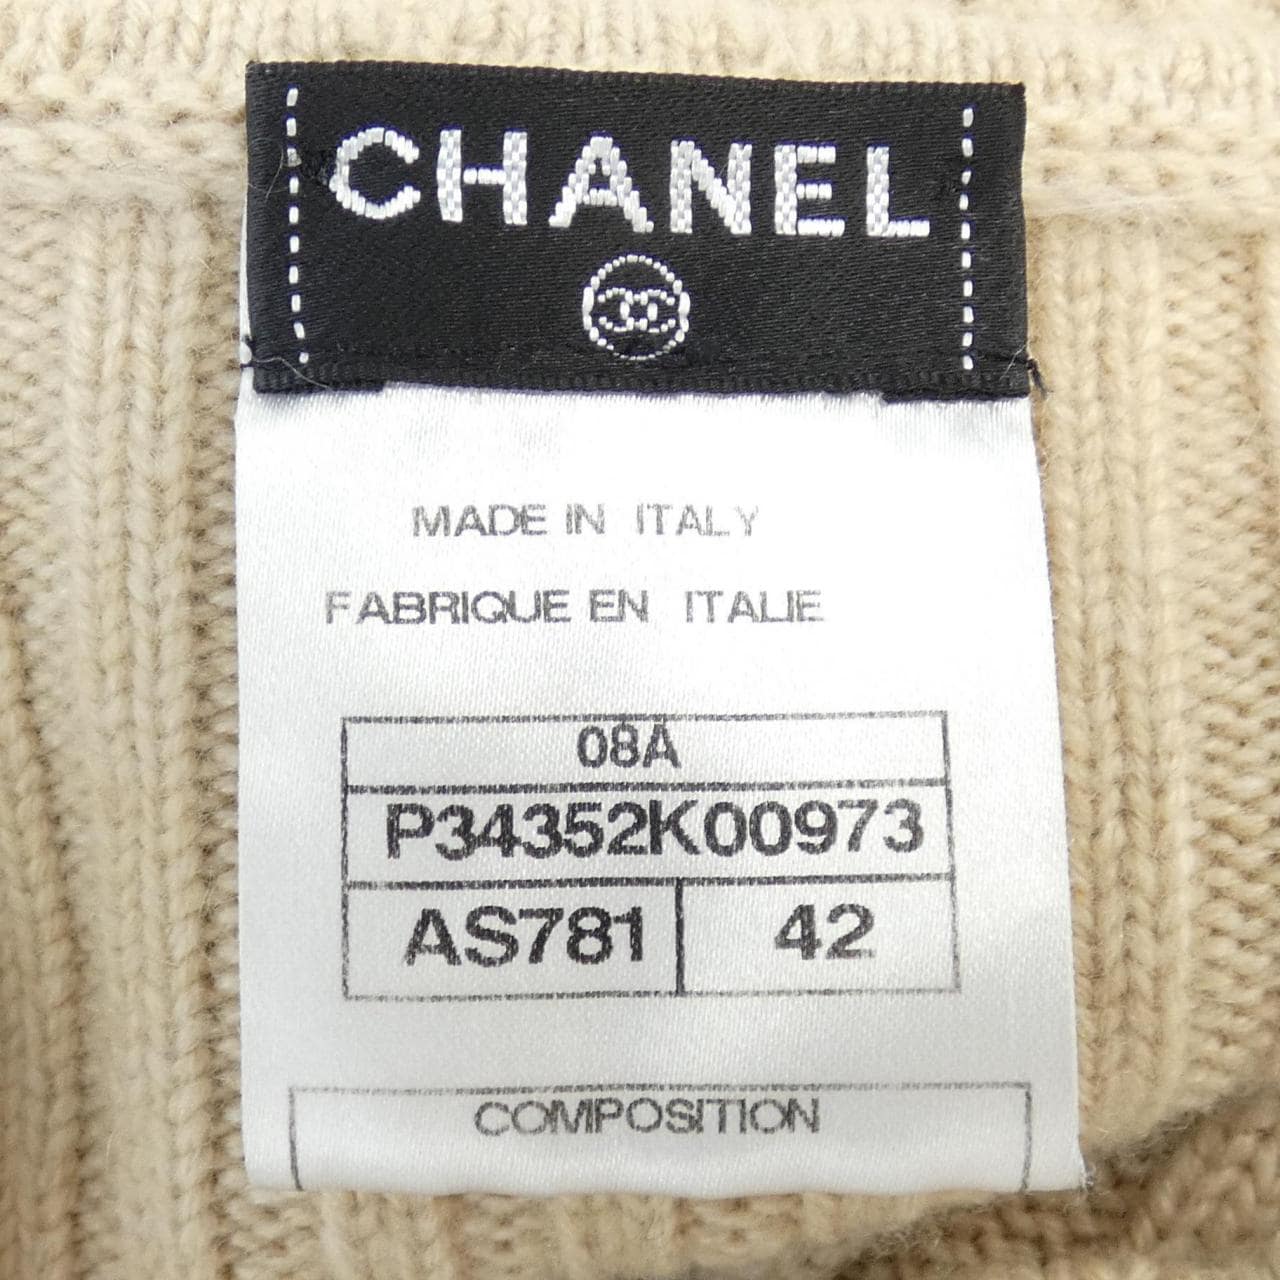 CHANEL
MADE IN ITALY
FABRIQUE EN ITALIE
08A
P34352K00973
AS781 42
COMPOSITION